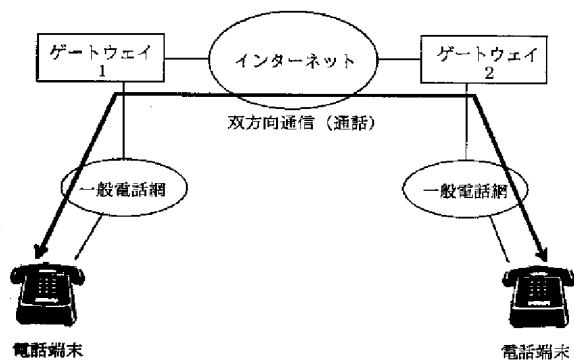 ゲートウェイ
1
インターネット
ゲートウェイ
2
双方向通信（通話）
一般電話網
一般電話網
電話端末
電話端末